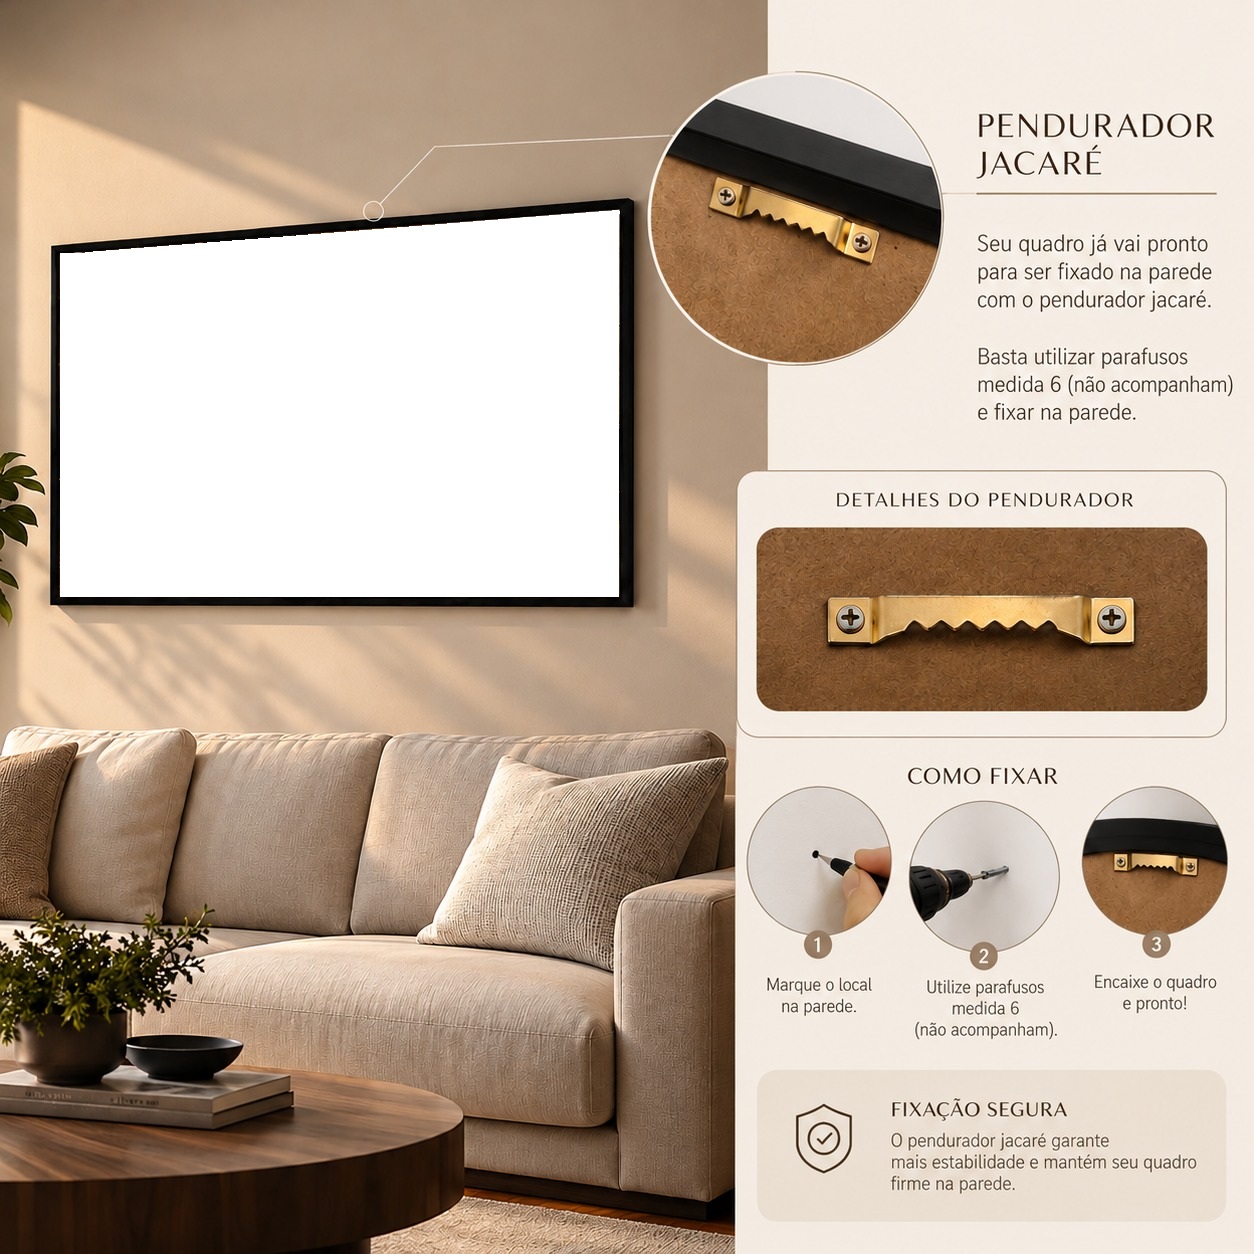 PENDURADOR
JACARÉ
Seu quadro já vai pronto
para ser fixado na parede
com o pendurador jacaré.
Basta utilizar parafusos
medida 6 (não acompanham)
e fixar na parede.
DETALHES DO PENDURADOR
COMO FIXAR
1
Marque o local
na parede.
2
Utilize parafusos
medida 6
(não acompanham).
3
Encaixe o quadro
e pronto!
FIXAÇÃO SEGURA
O pendurador jacaré garante
mais estabilidade e mantém seu quadro
firme na parede.